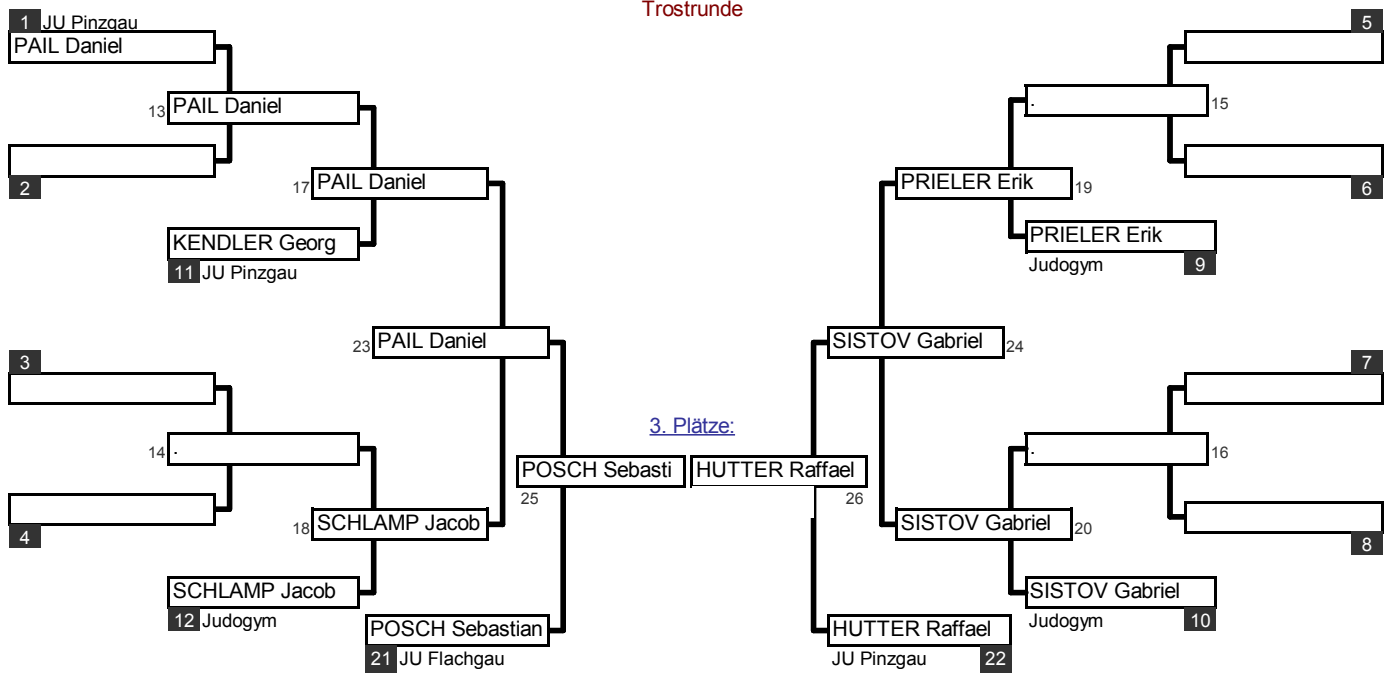 Trostrunde
1 JU Pinzgau
5
PAIL Daniel
13 PAIL Daniel
. 15
2
17 PAIL Daniel
PRIELER Erik 19
6
KENDLER Georg
PRIELER Erik
11 JU Pinzgau
Judogym 9
23 PAIL Daniel
SISTOV Gabriel 24
3
7
3. Plätze:
14 .
. 16
POSCH Sebasti
HUTTER Raffael
25
26
4
18 SCHLAMP Jacob
SISTOV Gabriel 20
8
SCHLAMP Jacob
SISTOV Gabriel
12 Judogym
Judogym 10
POSCH Sebastian
HUTTER Raffael
21 JU Flachgau
JU Pinzgau 22